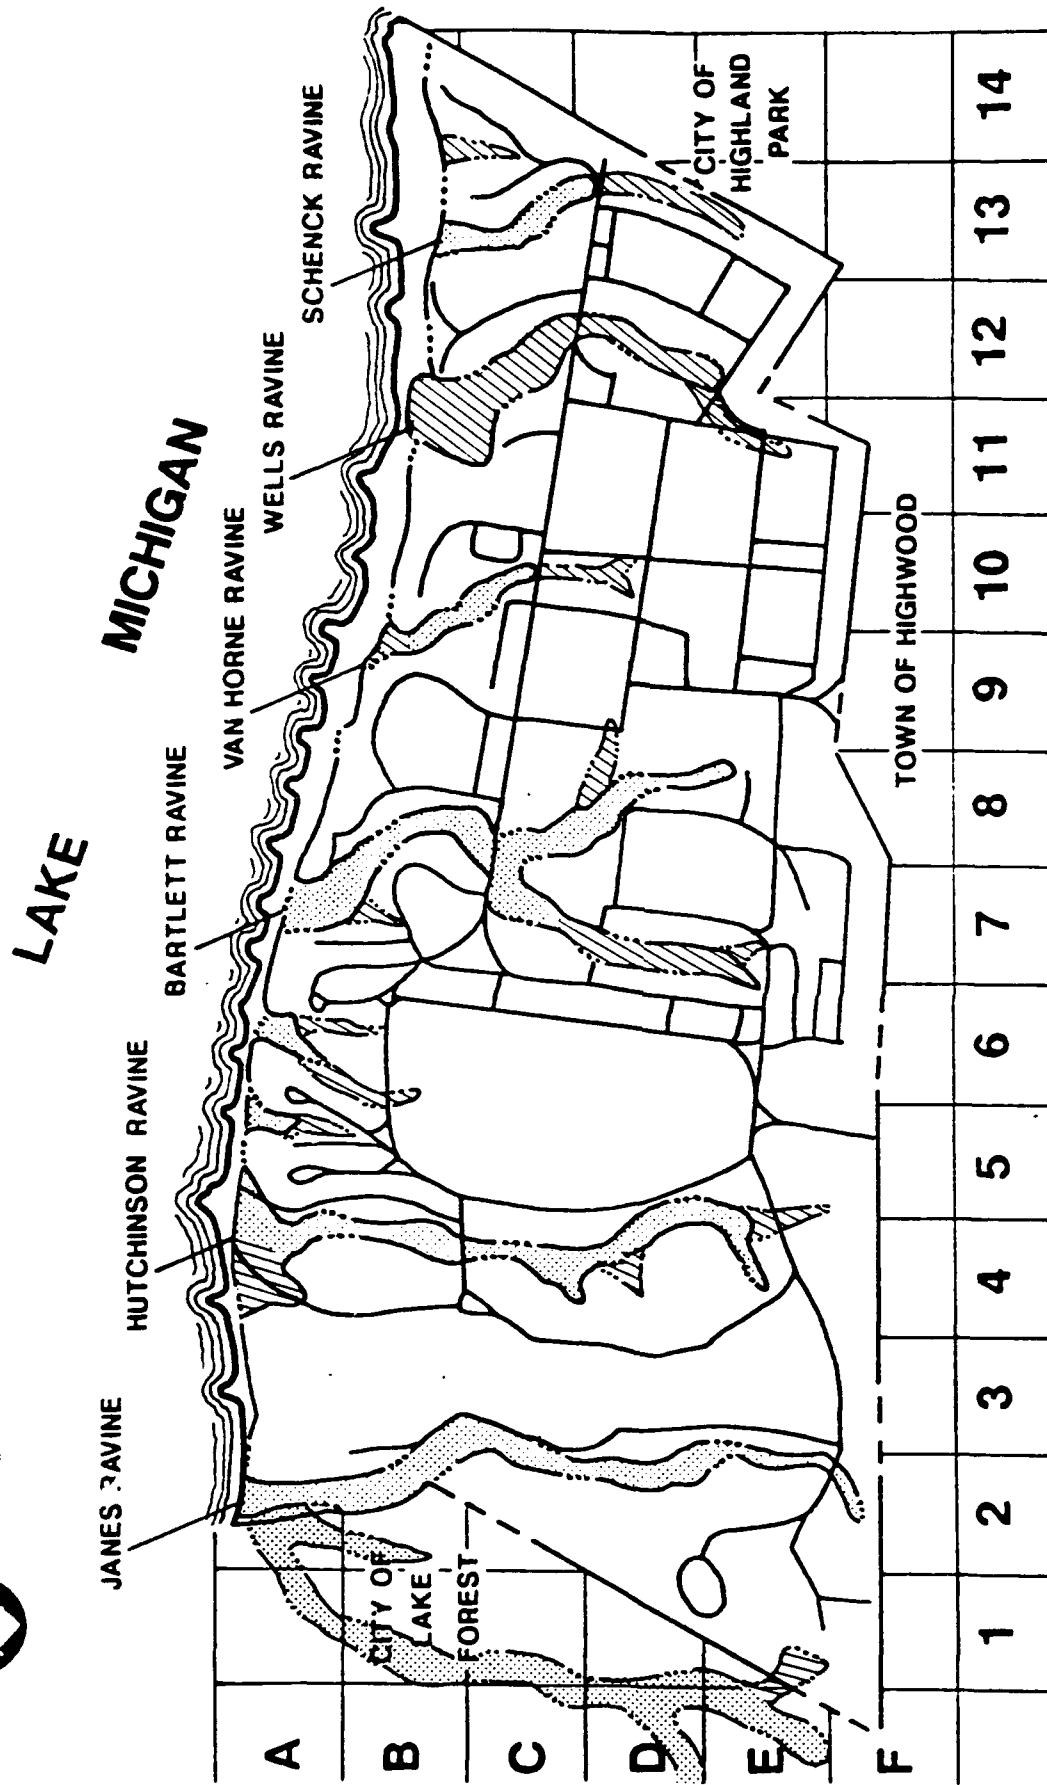 LAKE
MICHIGAN
JANES RAVINE
HUTCHINSON RAVINE
BARTLETT RAVINE
VAN HORNE RAVINE
WELLS RAVINE
SCHENCK RAVINE
CITY OF
LAKE
FOREST
CITY OF
HIGHLAND
PARK
TOWN OF HIGHWOOD
A
B
C
D
E
F
1
2
3
4
5
6
7
8
9
10
11
12
13
14